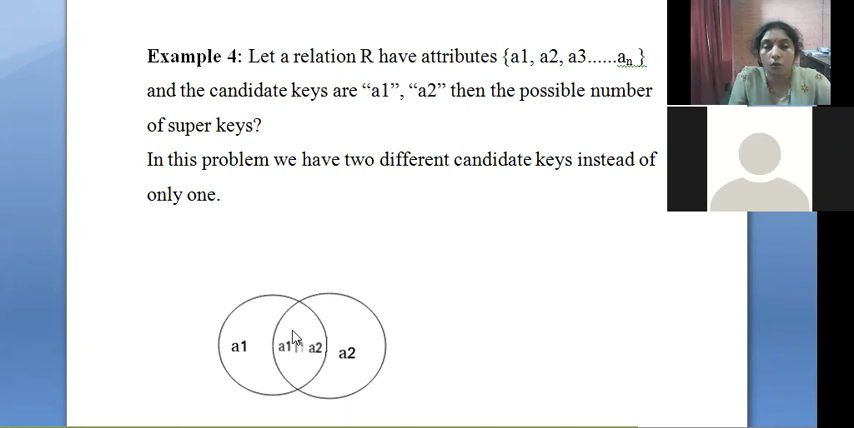 Example 4: Let a relation R have attributes {a1, a2, a3......an }
and the candidate keys are “a1”, “a2” then the possible number
of super keys?
In this problem we have two different candidate keys instead of
only one.
a1 a1 a2 a2